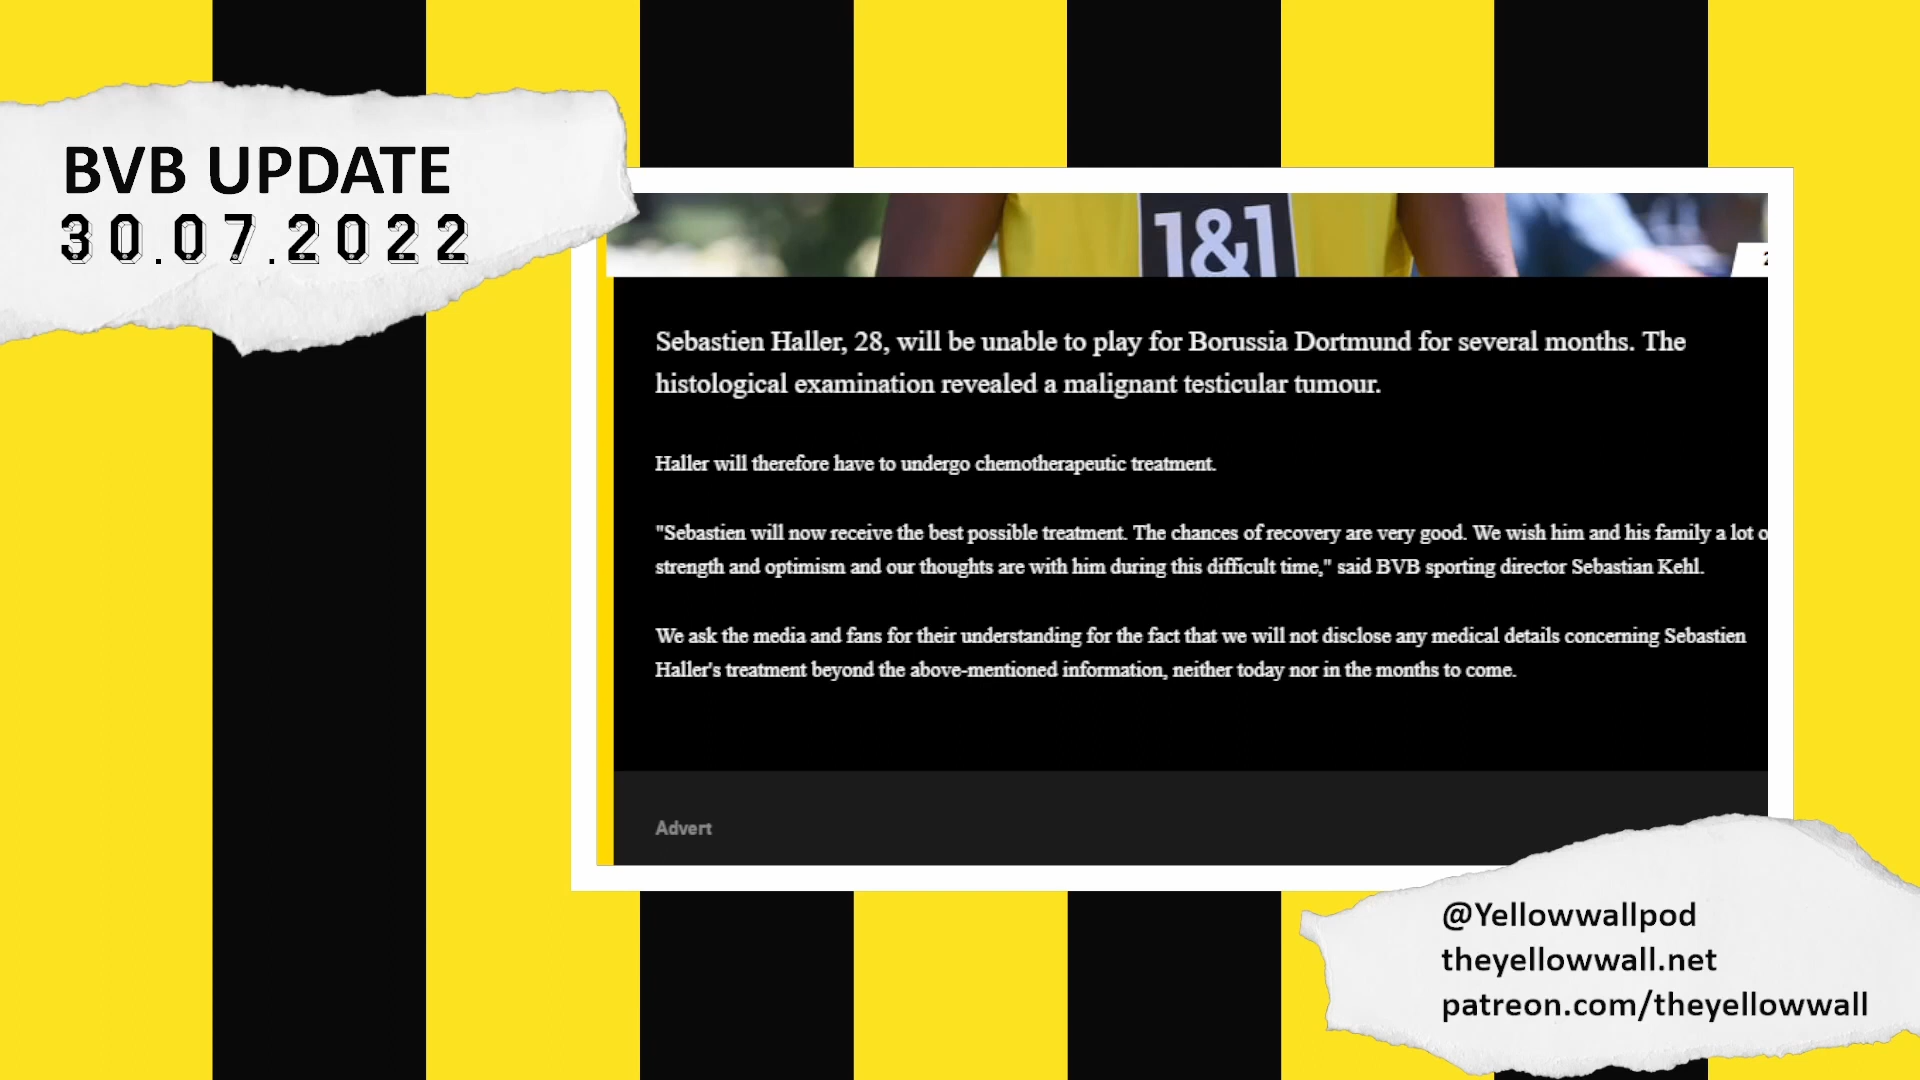 BVB UPDATE
30.07.2022
1&1
Sebastien Haller, 28, will be unable to play for Borussia Dortmund for several months. The
histological examination revealed a malignant testicular tumour.
Haller will therefore have to undergo chemotherapeutic treatment.
"Sebastien will now receive the best possible treatment. The chances of recovery are very good. We wish him and his family a lot o
strength and optimism and our thoughts are with him during this difficult time," said BVB sporting director Sebastian Kehl.
We ask the media and fans for their understanding for the fact that we will not disclose any medical details concerning Sebastien
Haller's treatment beyond the above-mentioned information, neither today nor in the months to come.
Advert
@Yellowwallpod
theyellowwall.net
patreon.com/theyellowwall